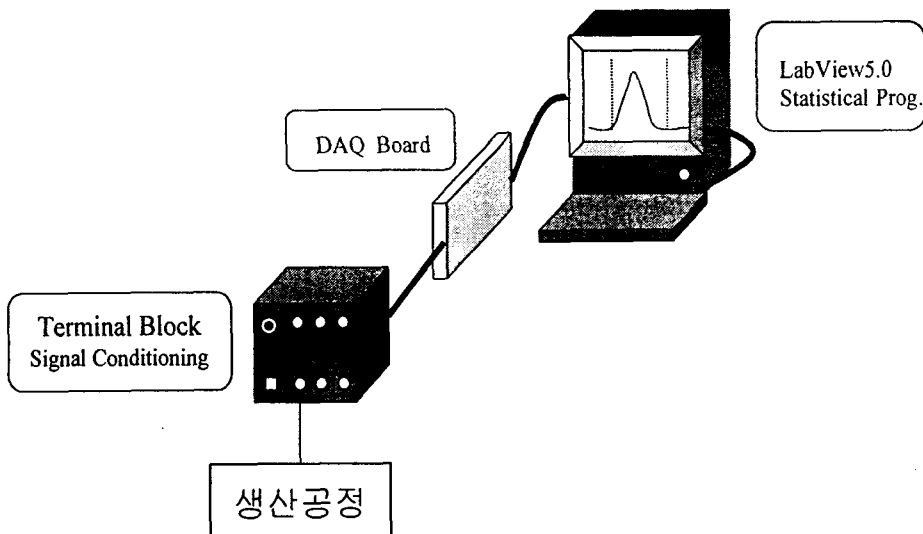 LabView5.0
Statistical Prog.
DAQ Board
Terminal Block
Signal Conditioning
생산공정